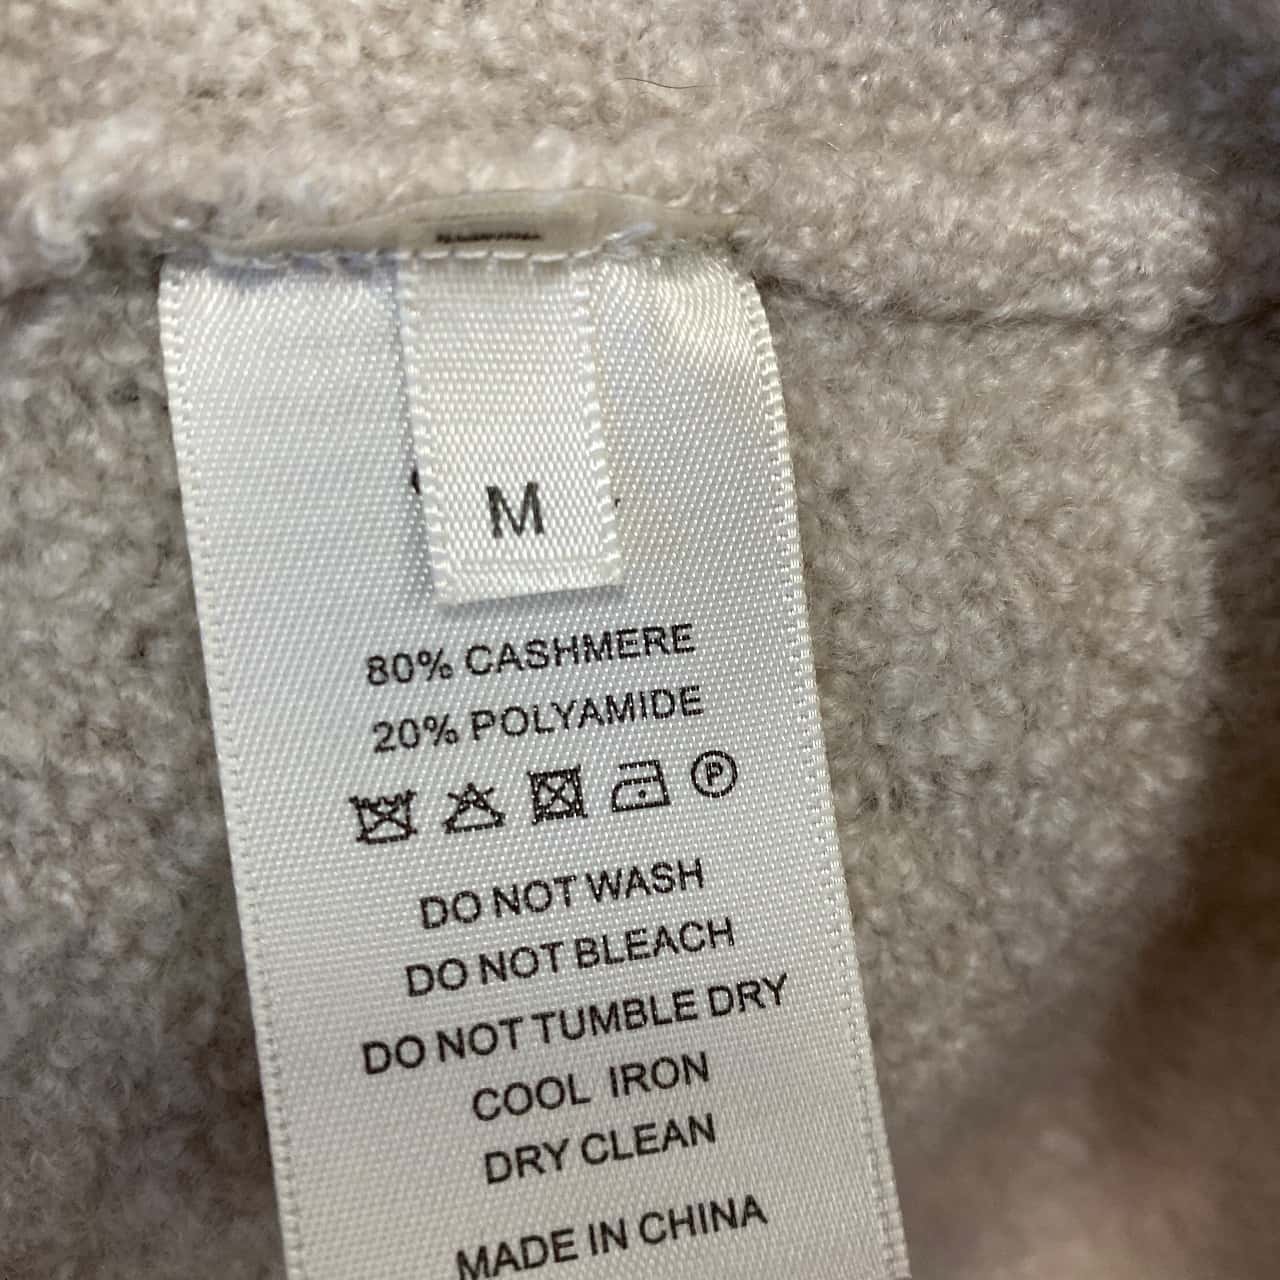 M
80% CASHMERE
20% POLYAMIDE
P
DO NOT WASH
DO NOT BLEACH
DO NOT TUMBLE DRY
COOL IRON
DRY CLEAN
MADE IN CHINA